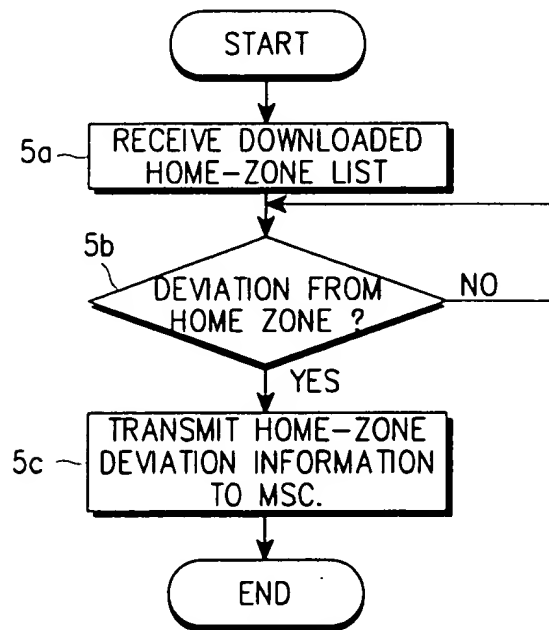 START
5a
RECEIVE DOWNLOADED
HOME-ZONE LIST
5b
DEVIATION FROM
HOME ZONE ?
NO
YES
5c
TRANSMIT HOME-ZONE
DEVIATION INFORMATION
TO MSC.
END